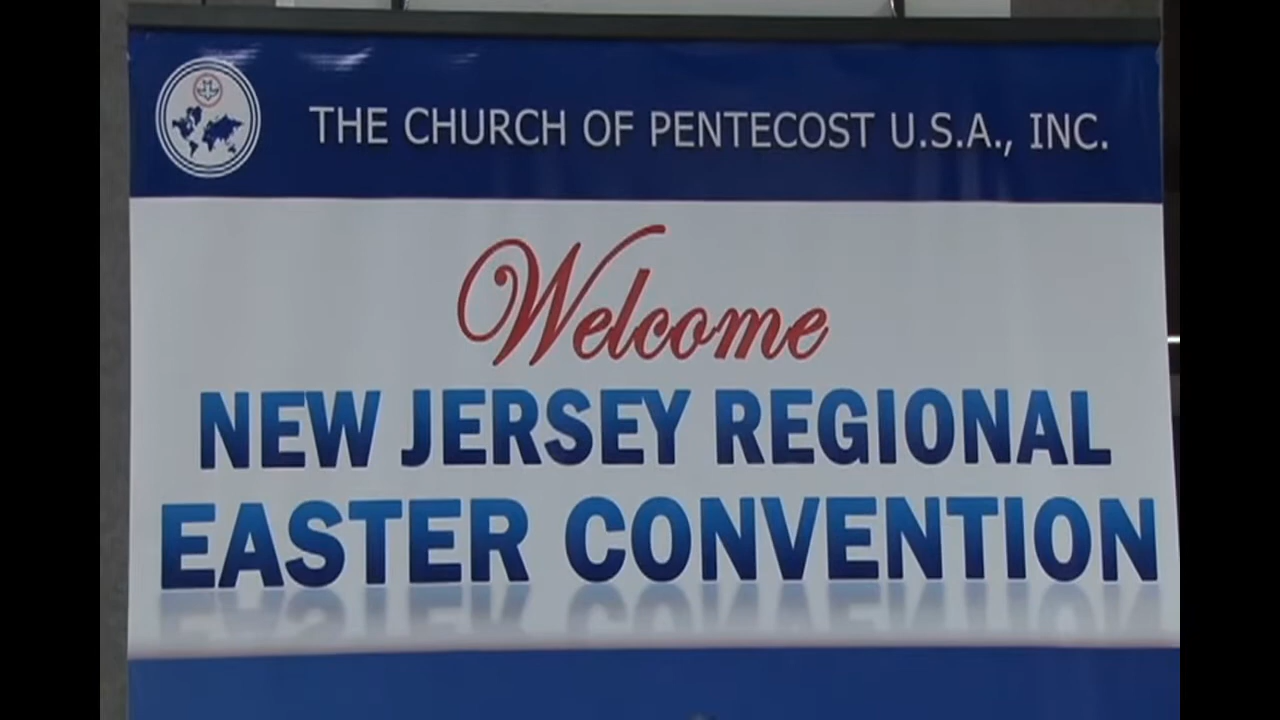 THE CHURCH OF PENTECOST U.S.A., INC.
Welcome
NEW JERSEY REGIONAL
EASTER CONVENTION